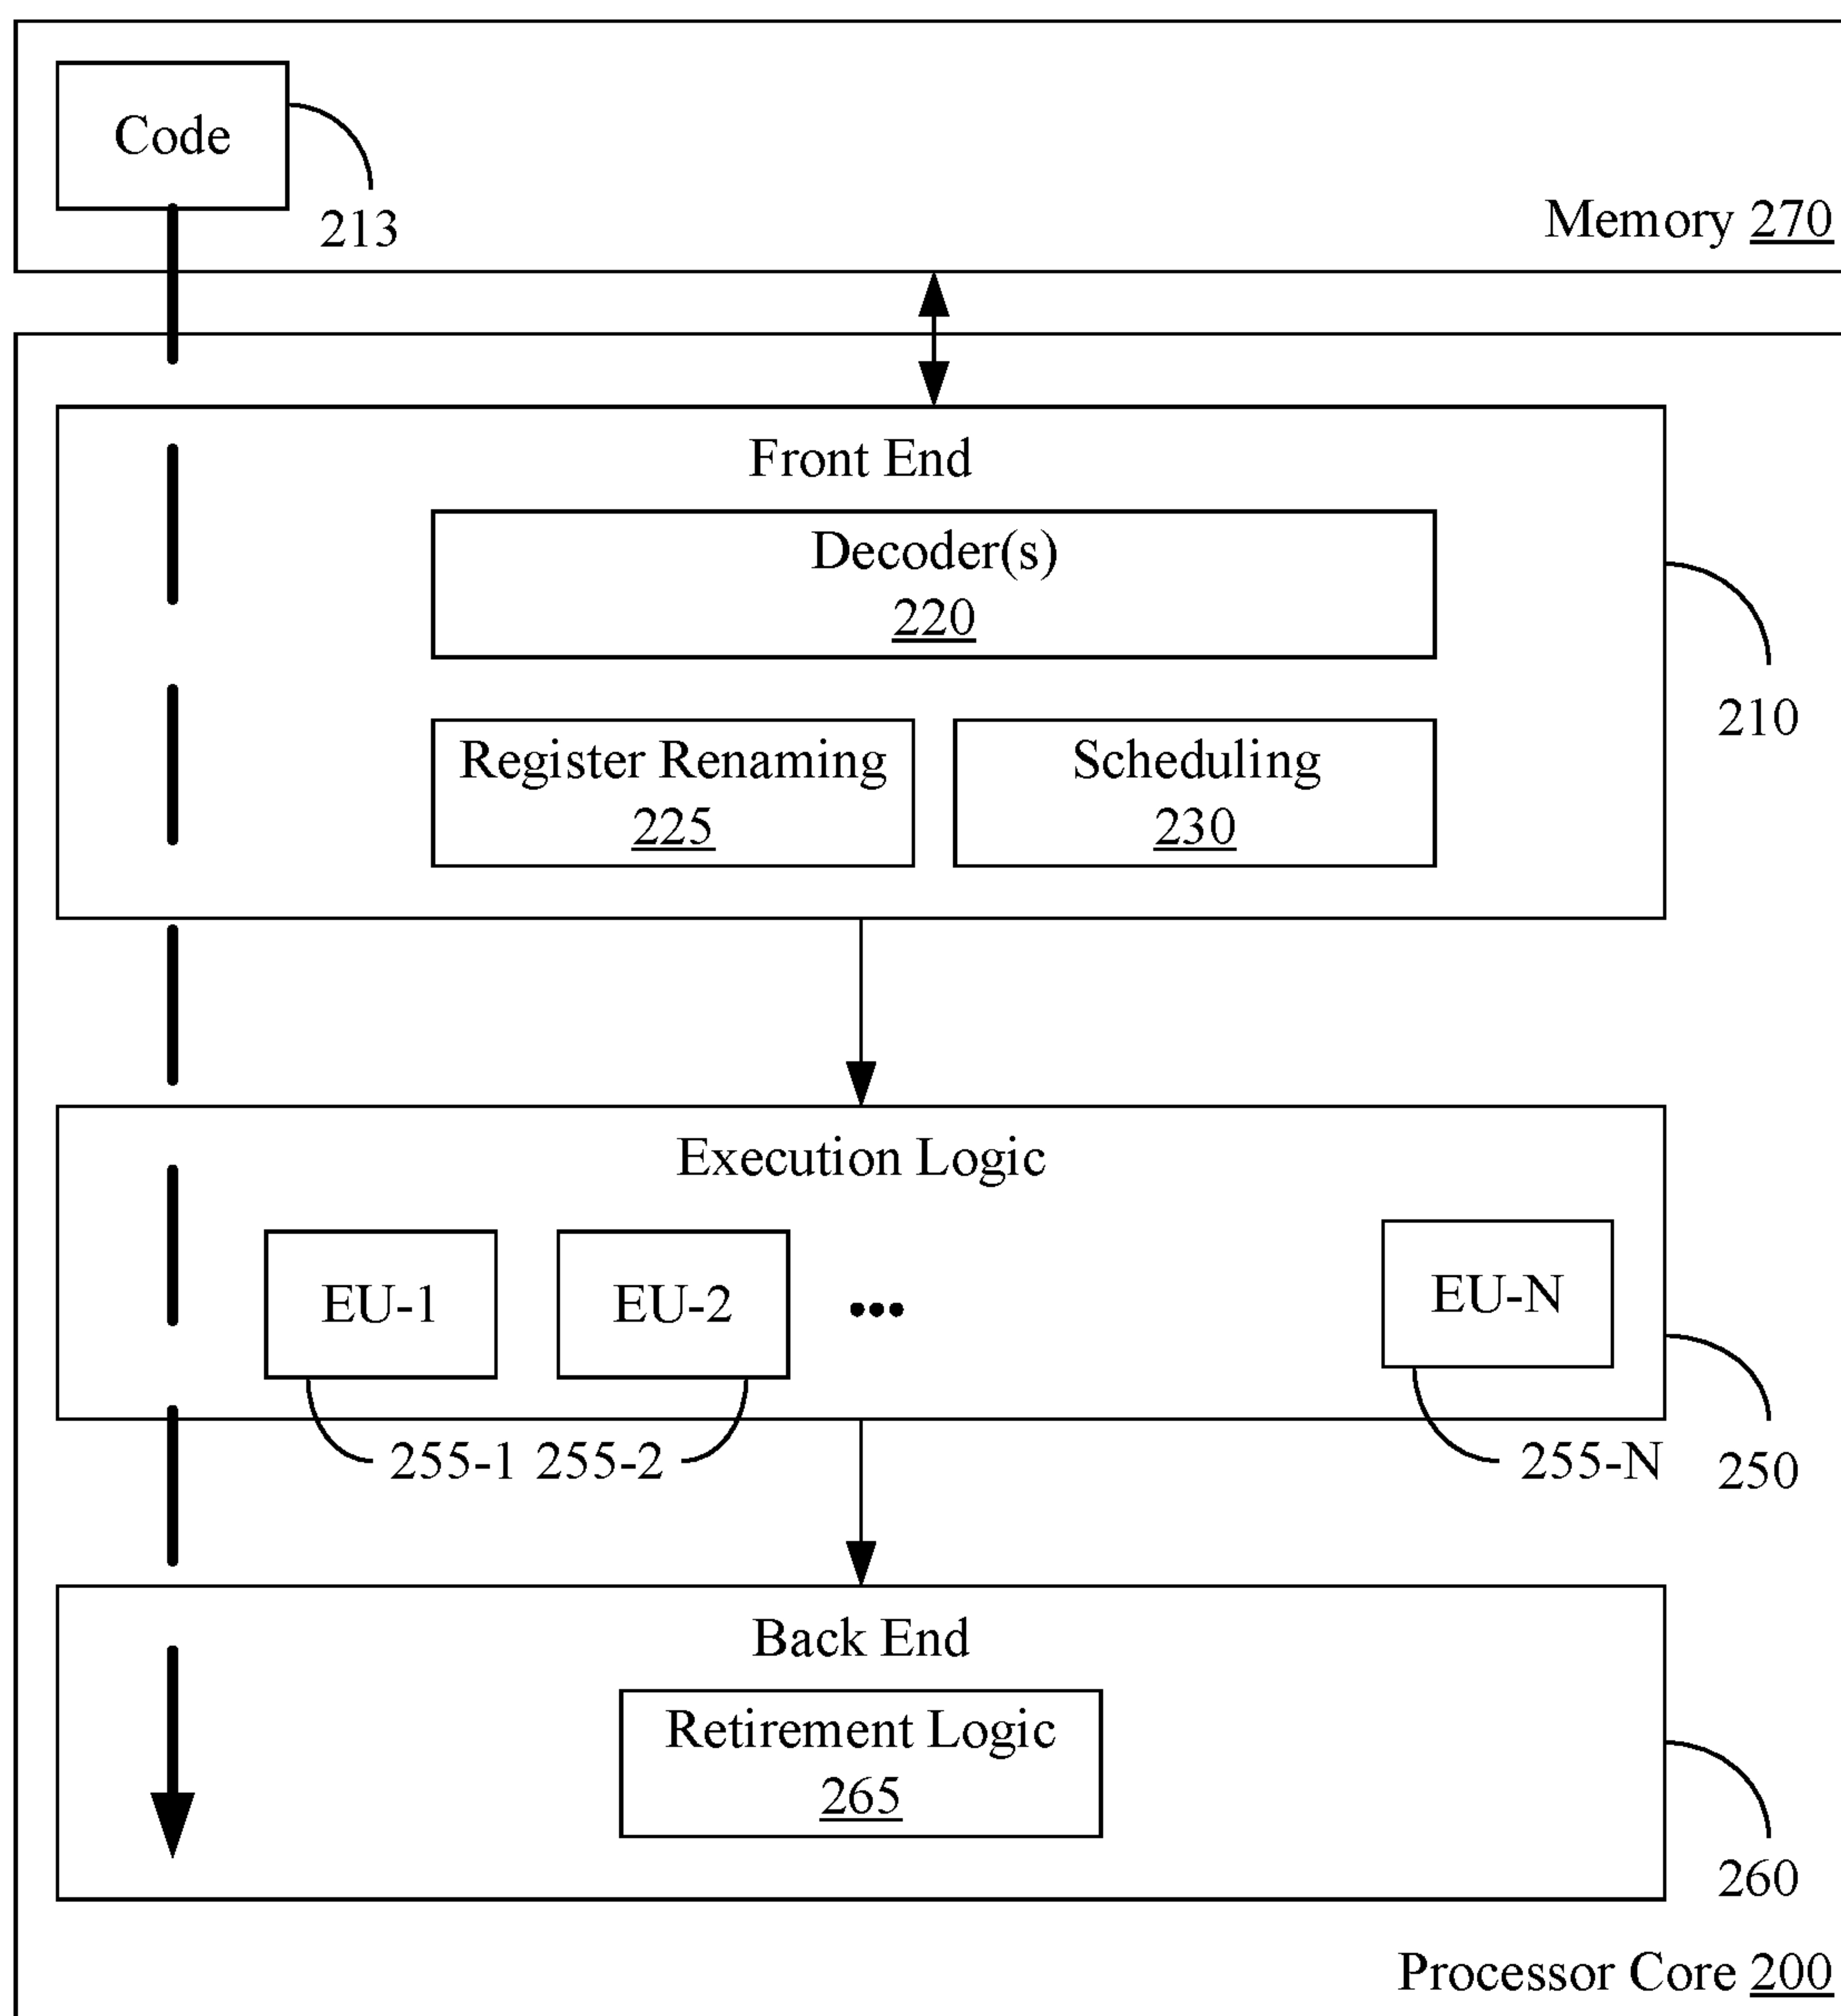 Code
213
Memory 270
Front End
Decoder(s)
220
210
Register Renaming
225
Scheduling
230
Execution Logic
EU-1
EU-2
•••
EU-N
255-1 255-2
255-N
250
Back End
Retirement Logic
265
260
Processor Core 200